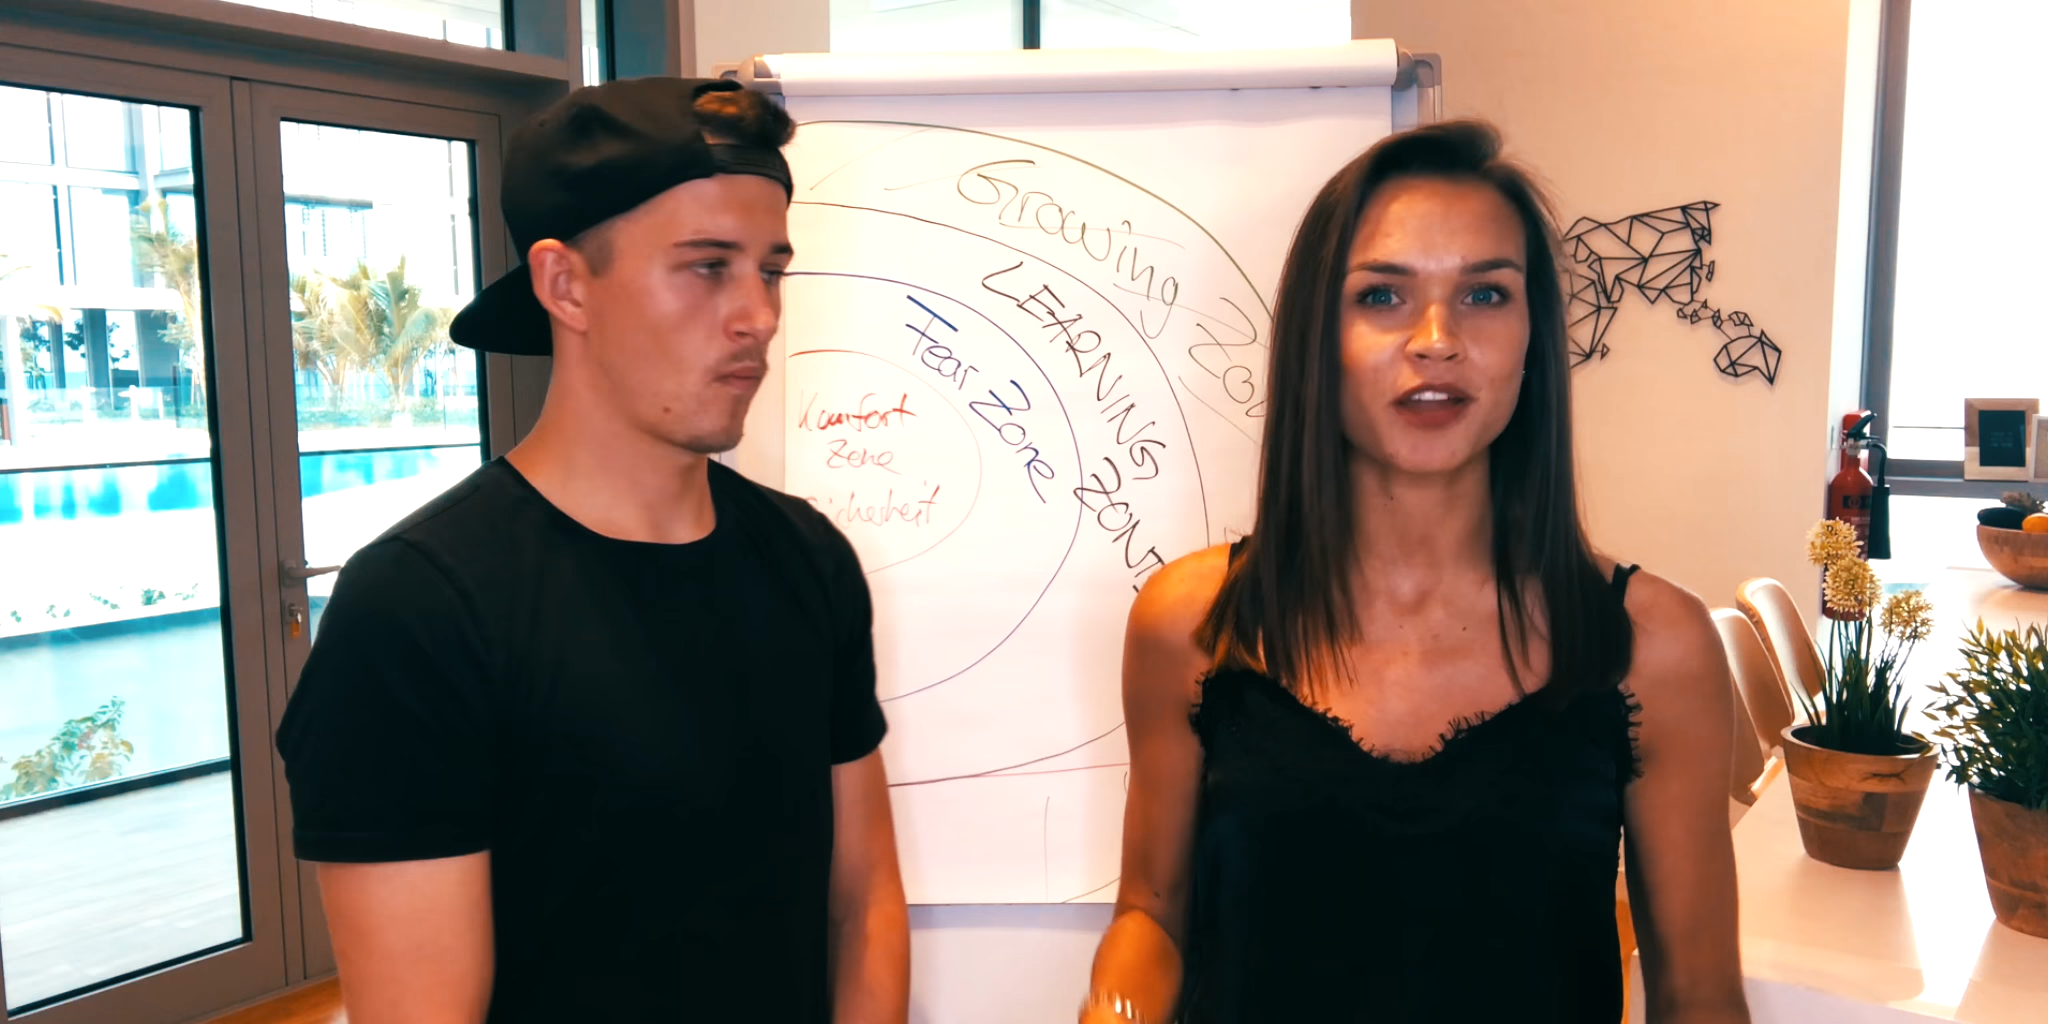 Growing Zo
LEARNING ZONE
Fear Zone
Komfort
Zone
Sicherheit